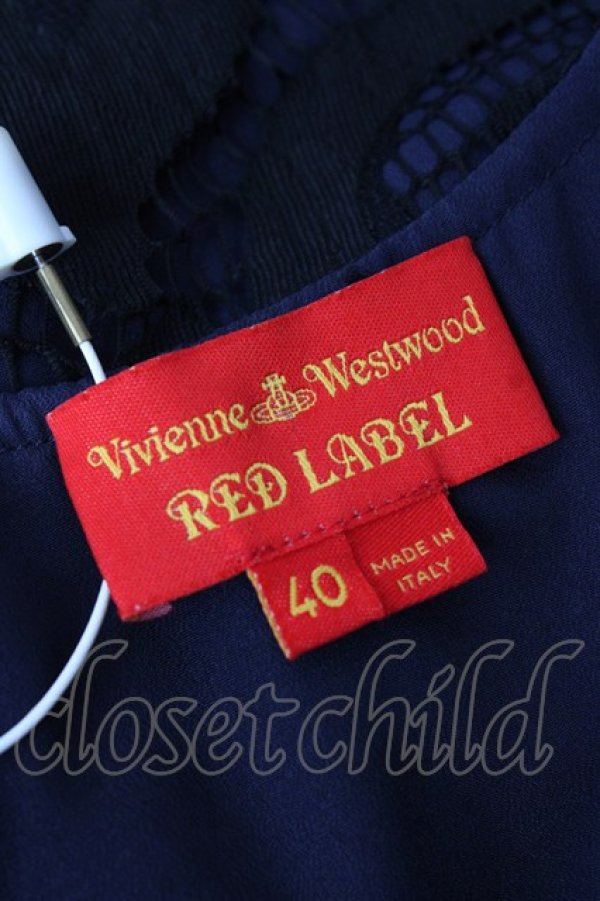 Vivienne Westwood
RED LABEL
40
MADE IN
ITALY
closetchild